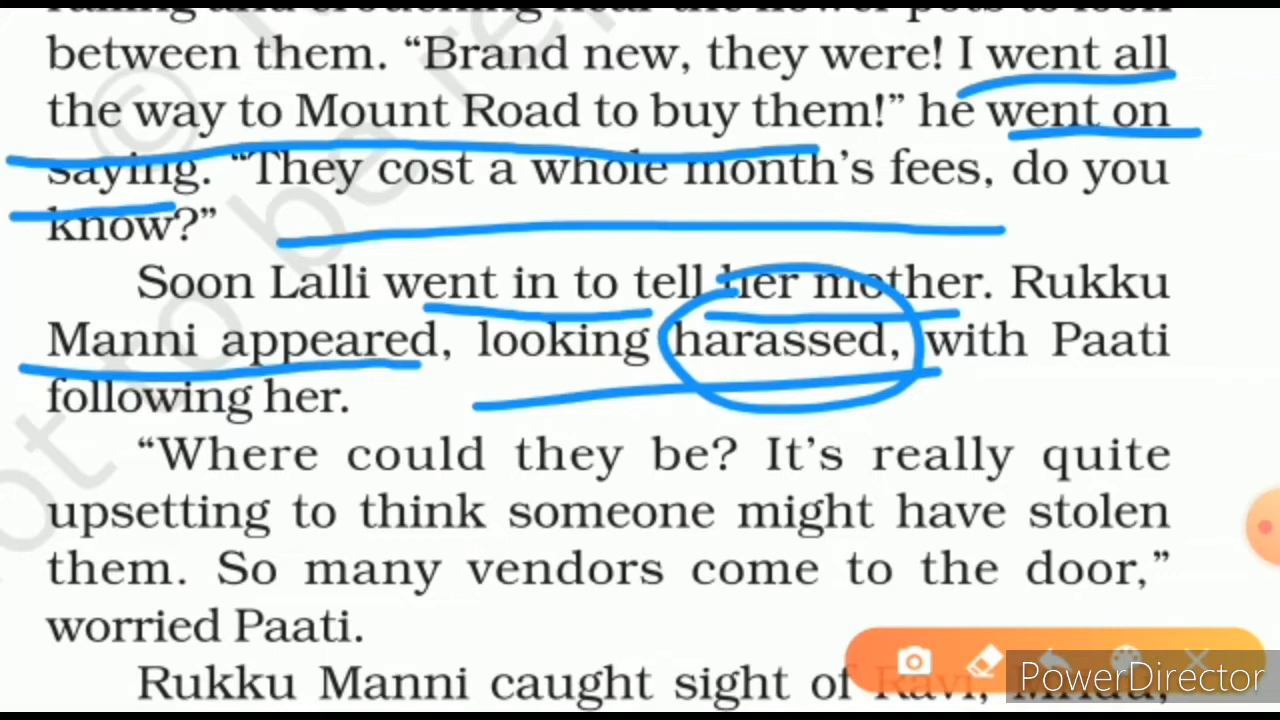 between them. “Brand new, they were! I went all
the way to Mount Road to buy them!” he went on
saying. “They cost a whole month’s fees, do you
know?”
Soon Lalli went in to tell her mother. Rukku
Manni appeared, looking harassed, with Paati
following her.
“Where could they be? It’s really quite
upsetting to think someone might have stolen
them. So many vendors come to the door,”
worried Paati.
Rukku Manni caught sight of Ravi, Mridu,
PowerDirector